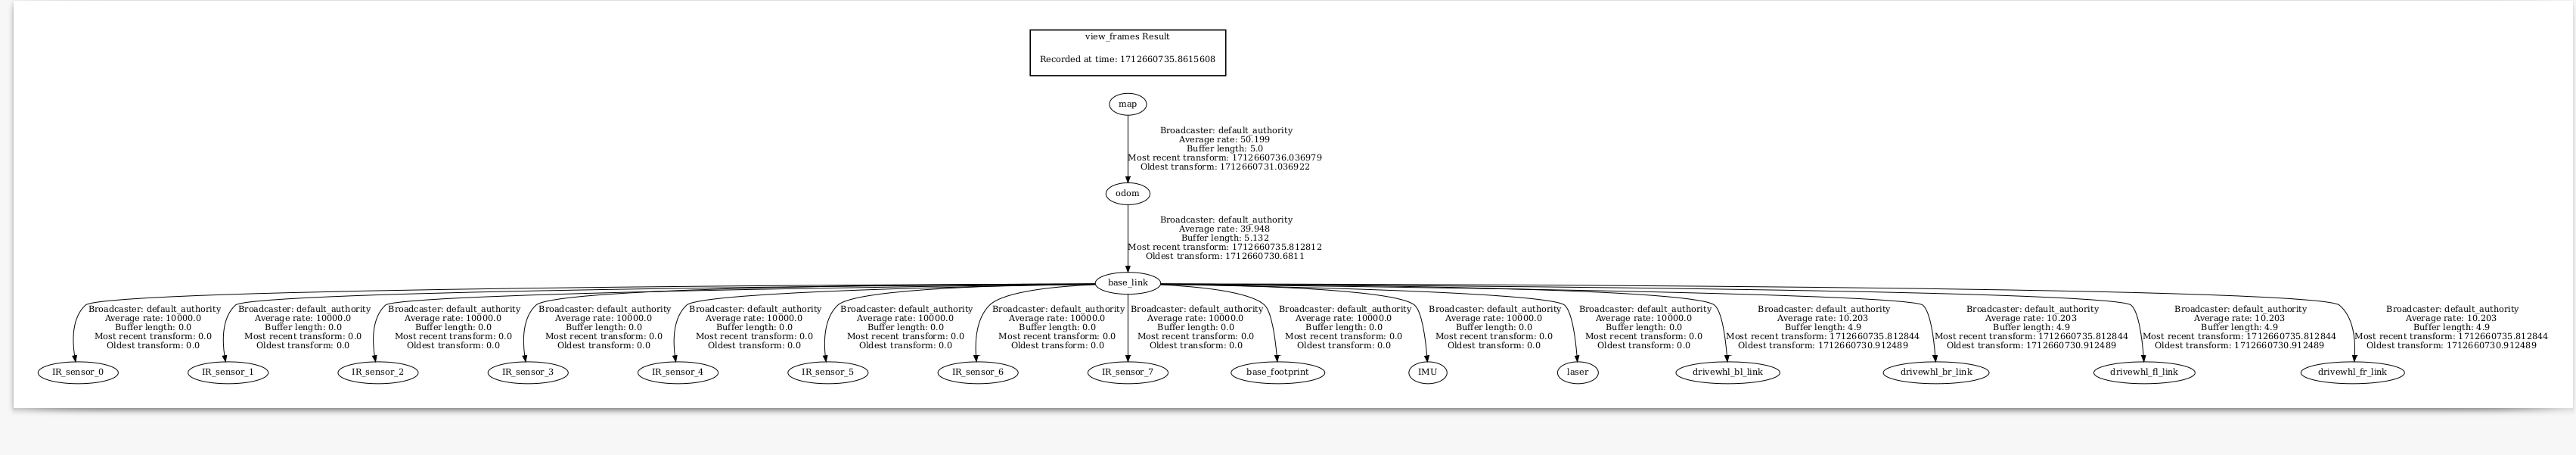 view_frames Result
Recorded at time: 1712660735.8615608
map
Broadcaster: default_authority
Average rate: 50.199
Buffer length: 5.0
Most recent transform: 1712660736.036979
Oldest transform: 1712660731.036922
odom
Broadcaster: default_authority
Average rate: 39.948
Buffer length: 5.132
Most recent transform: 1712660735.812812
Oldest transform: 1712660730.6811
base_link
Broadcaster: default_authority
Average rate: 10000.0
Buffer length: 0.0
Most recent transform: 0.0
Oldest transform: 0.0
IR_sensor_0
Broadcaster: default_authority
Average rate: 10000.0
Buffer length: 0.0
Most recent transform: 0.0
Oldest transform: 0.0
IR_sensor_1
Broadcaster: default_authority
Average rate: 10000.0
Buffer length: 0.0
Most recent transform: 0.0
Oldest transform: 0.0
IR_sensor_2
Broadcaster: default_authority
Average rate: 10000.0
Buffer length: 0.0
Most recent transform: 0.0
Oldest transform: 0.0
IR_sensor_3
Broadcaster: default_authority
Average rate: 10000.0
Buffer length: 0.0
Most recent transform: 0.0
Oldest transform: 0.0
IR_sensor_4
Broadcaster: default_authority
Average rate: 10000.0
Buffer length: 0.0
Most recent transform: 0.0
Oldest transform: 0.0
IR_sensor_5
Broadcaster: default_authority
Average rate: 10000.0
Buffer length: 0.0
Most recent transform: 0.0
Oldest transform: 0.0
IR_sensor_6
Broadcaster: default_authority
Average rate: 10000.0
Buffer length: 0.0
Most recent transform: 0.0
Oldest transform: 0.0
IR_sensor_7
Broadcaster: default_authority
Average rate: 10000.0
Buffer length: 0.0
Most recent transform: 0.0
Oldest transform: 0.0
base_footprint
Broadcaster: default_authority
Average rate: 10000.0
Buffer length: 0.0
Most recent transform: 0.0
Oldest transform: 0.0
IMU
Broadcaster: default_authority
Average rate: 10000.0
Buffer length: 0.0
Most recent transform: 0.0
Oldest transform: 0.0
laser
Broadcaster: default_authority
Average rate: 10.203
Buffer length: 4.9
Most recent transform: 1712660735.812844
Oldest transform: 1712660730.912489
drivewhl_bl_link
Broadcaster: default_authority
Average rate: 10.203
Buffer length: 4.9
Most recent transform: 1712660735.812844
Oldest transform: 1712660730.912489
drivewhl_br_link
Broadcaster: default_authority
Average rate: 10.203
Buffer length: 4.9
Most recent transform: 1712660735.812844
Oldest transform: 1712660730.912489
drivewhl_fl_link
Broadcaster: default_authority
Average rate: 10.203
Buffer length: 4.9
Most recent transform: 1712660735.812844
Oldest transform: 1712660730.912489
drivewhl_fr_link